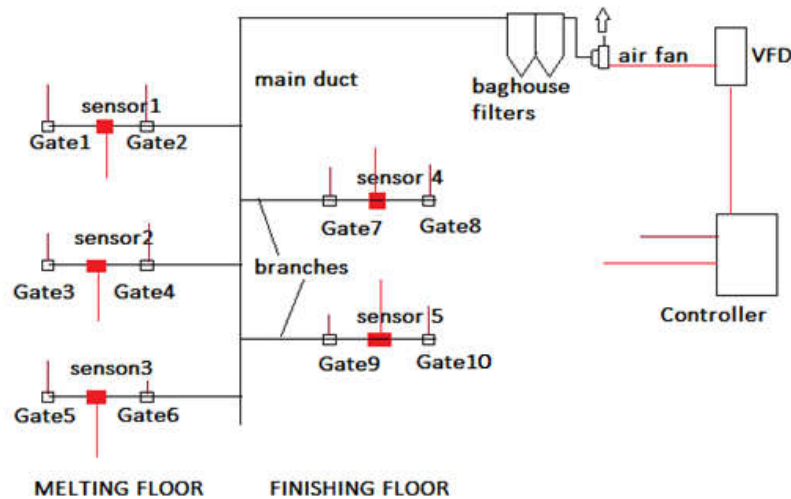 air fan
VFD
main duct
baghouse
filters
sensor1
Gate1
Gate2
sensor 4
Gate7
Gate8
sensor2
Gate3
Gate4
branches
Controller
sensor 5
Gate9
Gate10
sensor3
Gate5
Gate6
MELTING FLOOR
FINISHING FLOOR